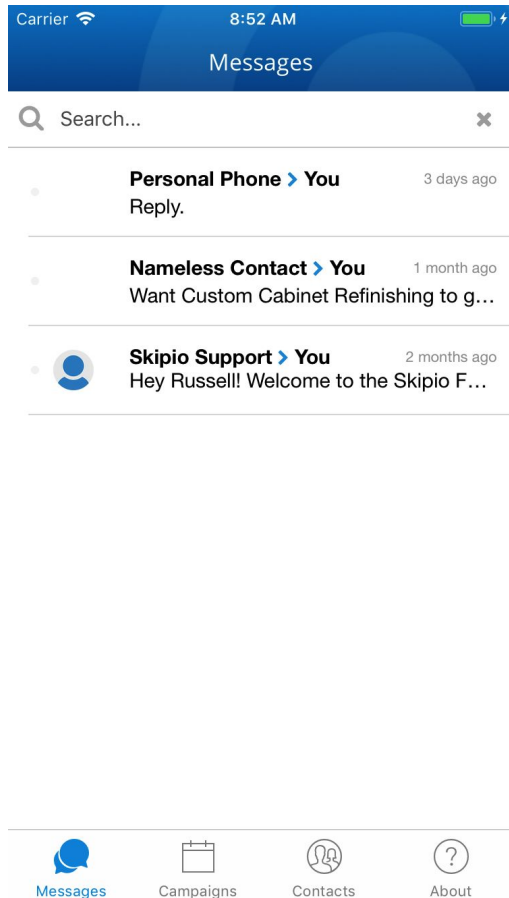 Carrier 8:52 AM
Messages
Search...
Personal Phone > You 3 days ago
Reply.
Nameless Contact > You 1 month ago
Want Custom Cabinet Refinishing to g...
Skipio Support > You 2 months ago
Hey Russell! Welcome to the Skipio F...
Messages Campaigns Contacts About